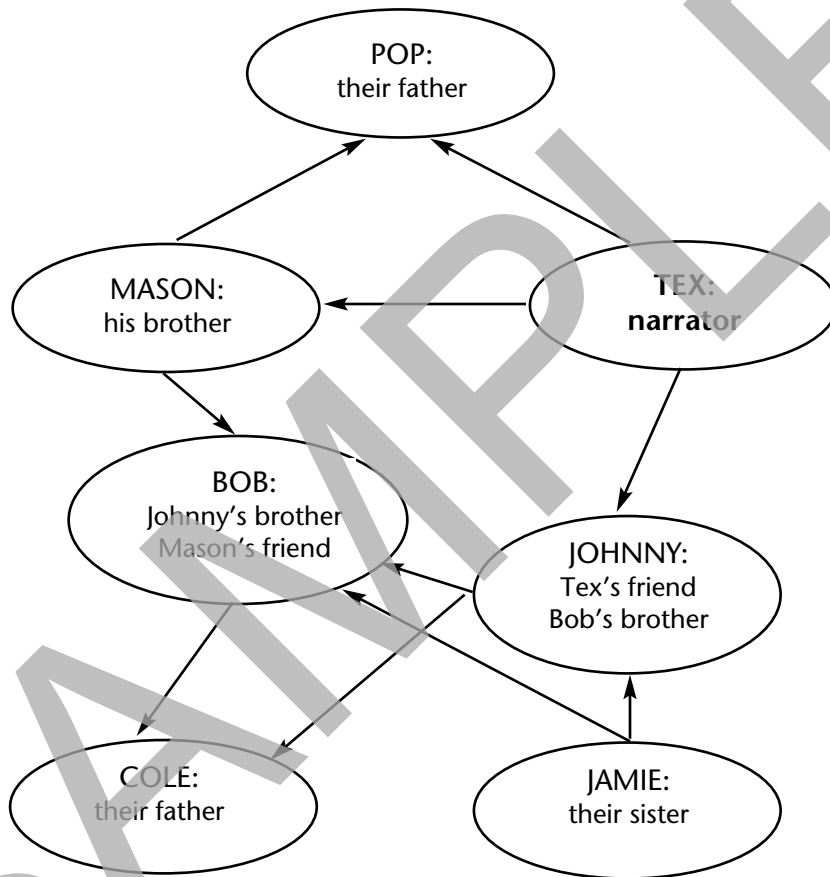 POP:
their father
MASON:
his brother
TEX:
narrator
BOB:
Johnny's brother
Mason's friend
JOHNNY:
Tex's friend
Bob's brother
COLE:
their father
JAMIE:
their sister
SAMPLE